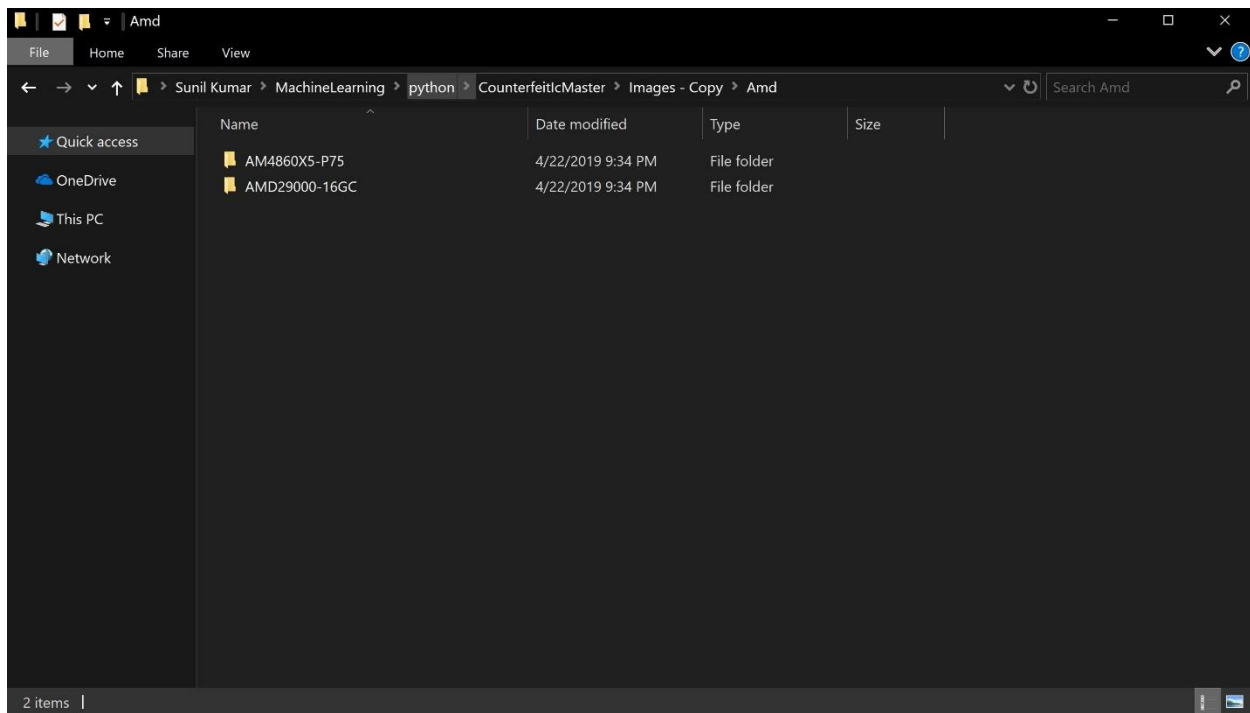 Amd
File Home Share View
Sunil Kumar > MachineLearning > python > CounterfeitIcMaster > Images - Copy > Amd
Search Amd
Name Date modified Type Size
Quick access
AM4860X5-P75 4/22/2019 9:34 PM File folder
OneDrive
AMD29000-16GC 4/22/2019 9:34 PM File folder
This PC
Network
2 items